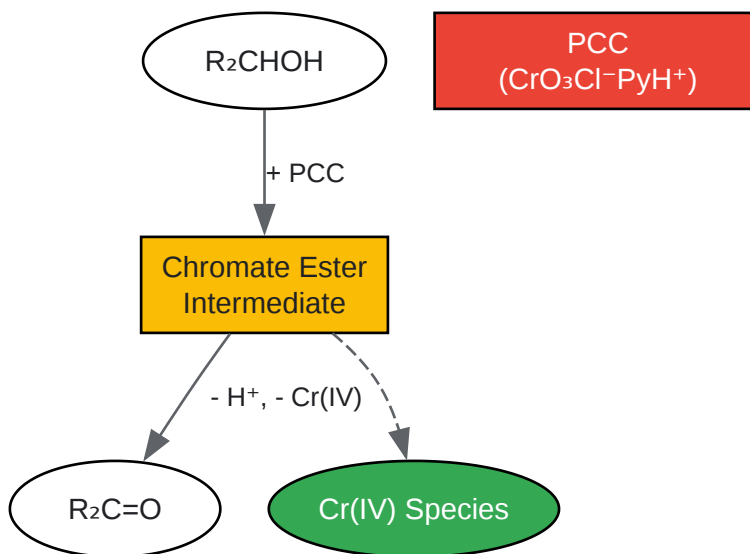 R₂CHOH
PCC
(CrO₃Cl⁻PyH⁺)
+ PCC
Chromate Ester
Intermediate
- H⁺, - Cr(IV)
R₂C=O
Cr(IV) Species